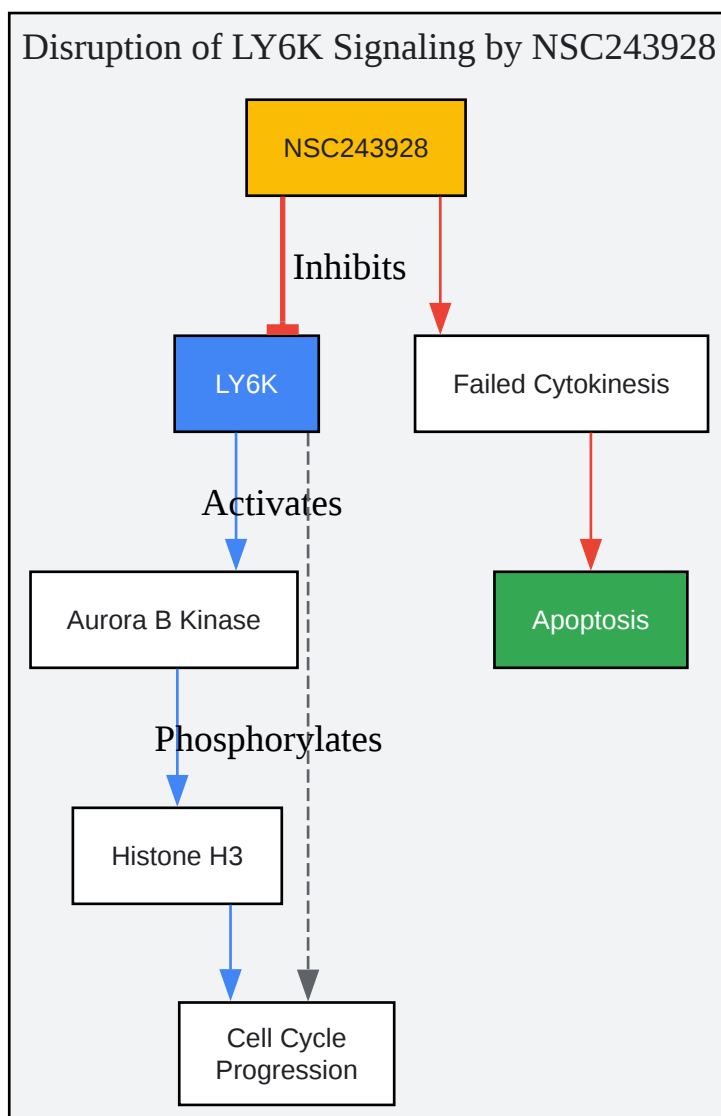 Disruption of LY6K Signaling by NSC243928
NSC243928
Inhibits
LY6K
Failed Cytokinesis
Activates
Aurora B Kinase
Apoptosis
Phosphorylates
Histone H3
Cell Cycle
Progression